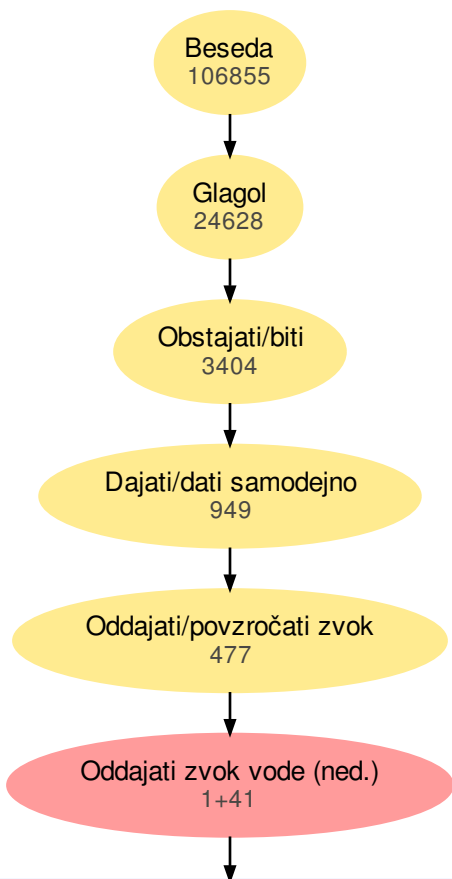 Beseda
106855
Glagol
24628
Obstajati/biti
3404
Dajati/dati samodejno
949
Oddajati/povzročati zvok
477
Oddajati zvok vode (ned.)
1+41